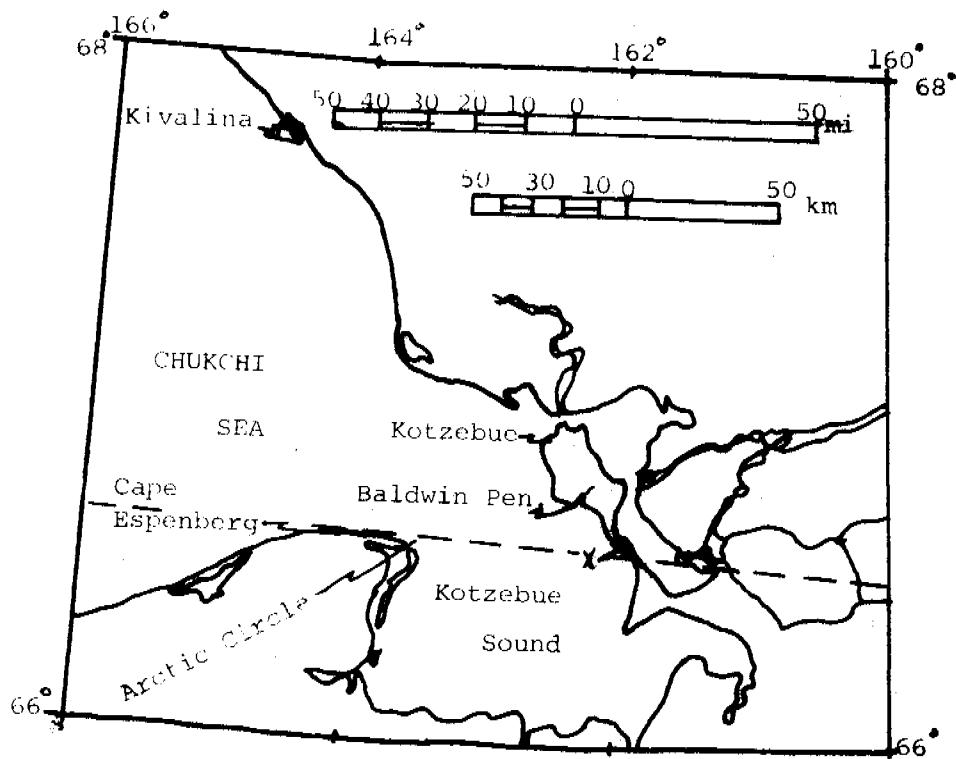 166° 164° 162° 160°
68° 68°
Kivalina
50 40 30 20 10 0 50 mi
50 30 10 0 50 km
CHUKCHI
SEA
Kotzebue
Cape
Espenberg
Baldwin Pen
X
Kotzebue
Sound
Arctic Circle
66° 66°